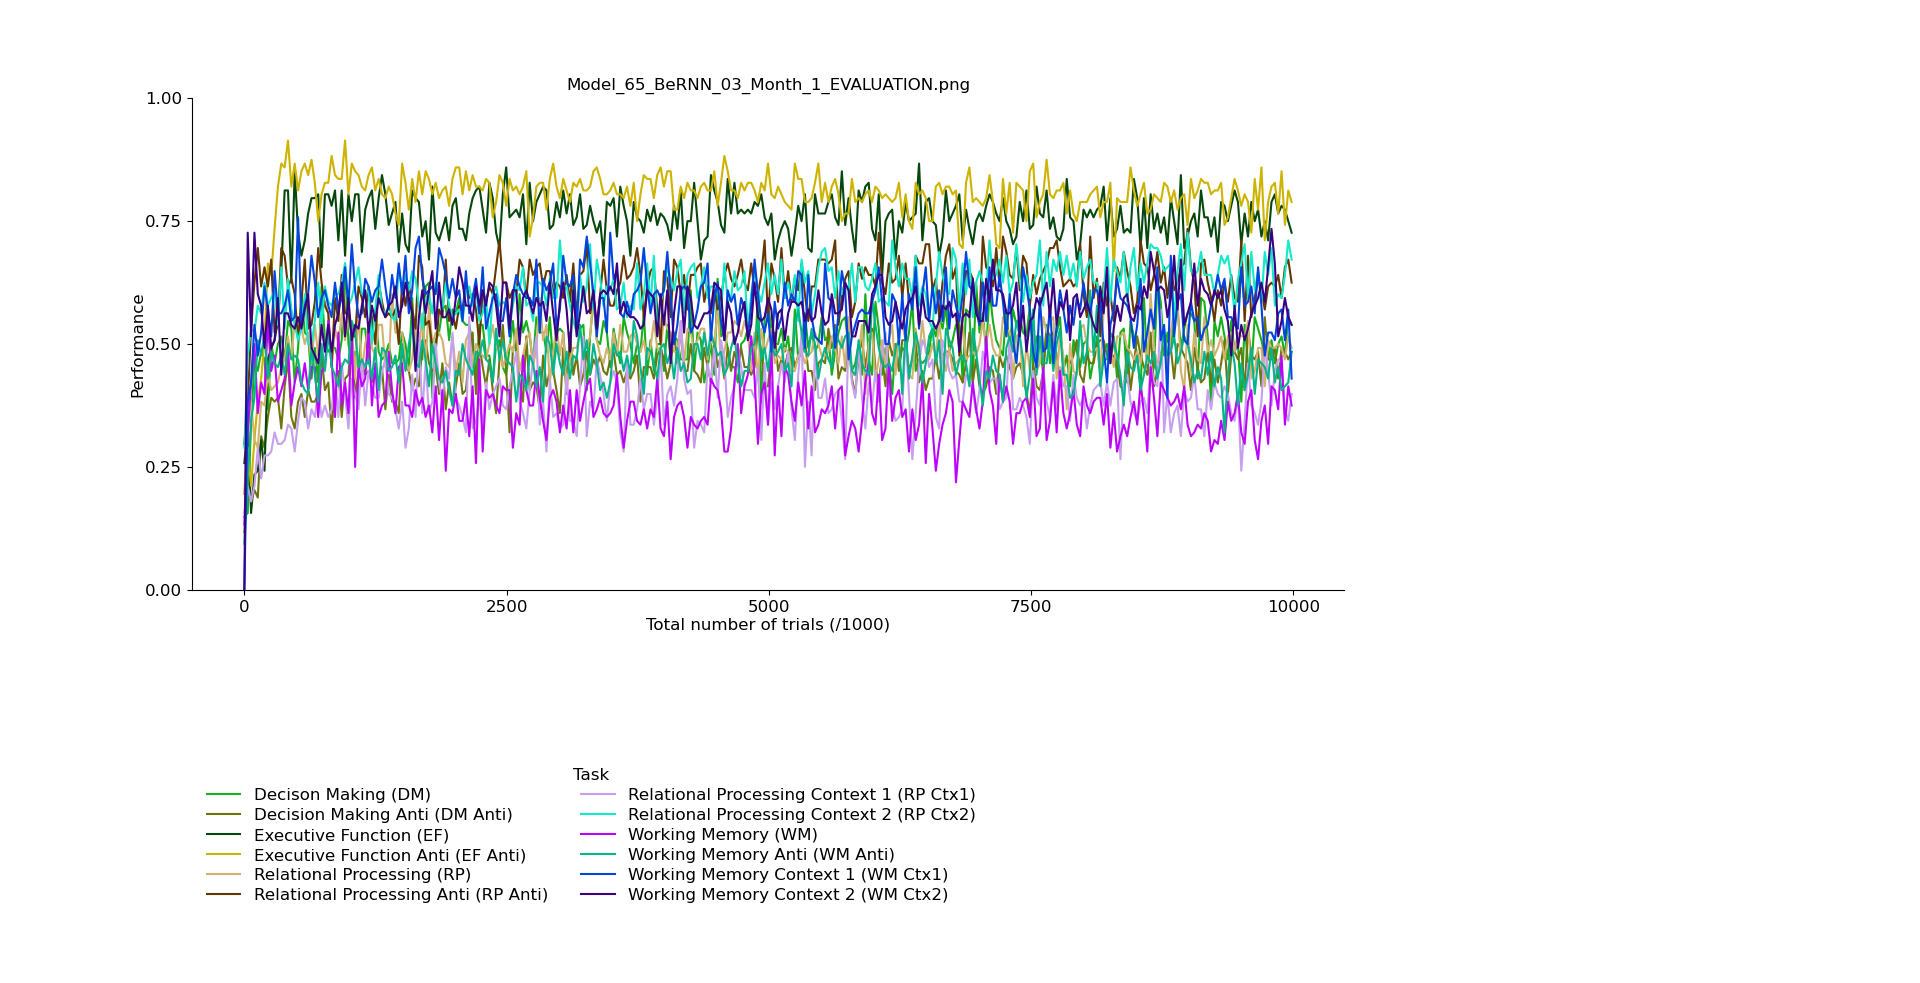 Model_65_BeRNN_03_Month_1_EVALUATION.png
1.00
0.75
0.50
0.25
0.00
Performance
0 2500 5000 7500 10000
Total number of trials (/1000)
Task
Decison Making (DM)
Decision Making Anti (DM Anti)
Executive Function (EF)
Executive Function Anti (EF Anti)
Relational Processing (RP)
Relational Processing Anti (RP Anti)
Relational Processing Context 1 (RP Ctx1)
Relational Processing Context 2 (RP Ctx2)
Working Memory (WM)
Working Memory Anti (WM Anti)
Working Memory Context 1 (WM Ctx1)
Working Memory Context 2 (WM Ctx2)